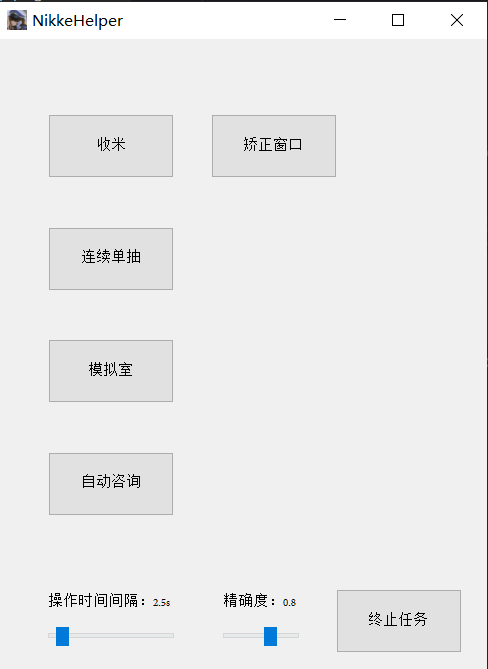 NikkeHelper
收米
矫正窗口
连续单抽
模拟室
自动咨询
操作时间间隔：2.5s
精确度：0.8
终止任务